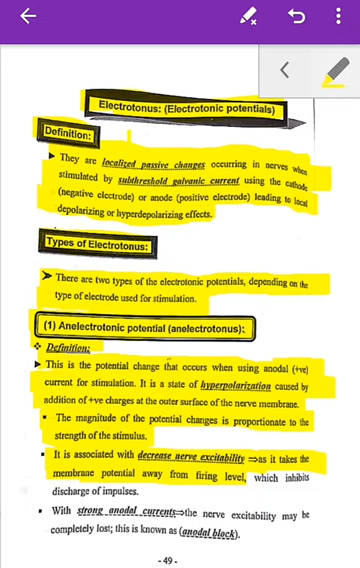 Electrotonus: (Electrotonic potentials)
Definition:
➤ They are localized passive changes occurring in nerves when
stimulated by subthreshold galvanic current using the cathode
(negative electrode) or anode (positive electrode) leading to local
depolarizing or hyperdepolarizing effects.
Types of Electrotonus:
➤ There are two types of the electrotonic potentials, depending on the
type of electrode used for stimulation.
(1) Anelectrotonic potential (anelectrotonus):
❖ Definition:
➤ This is the potential change that occurs when using anodal (+ve)
current for stimulation. It is a state of hyperpolarization caused by
addition of +ve charges at the outer surface of the nerve membrane.
▪ The magnitude of the potential changes is proportionate to the
strength of the stimulus.
▪ It is associated with decrease nerve excitability ⇒as it takes the
membrane potential away from firing level, which inhibits
discharge of impulses.
▪ With strong anodal currents⇒ the nerve excitability may be
completely lost; this is known as (anodal block).
- 49 -